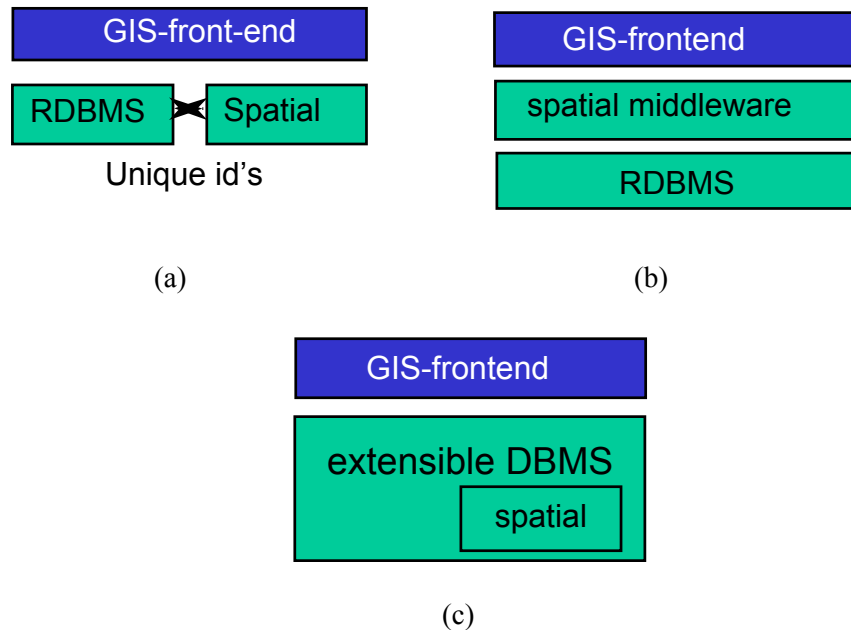 GIS-front-end
RDBMS
Spatial
Unique id’s
(a)
GIS-frontend
spatial middleware
RDBMS
(b)
GIS-frontend
extensible DBMS
spatial
(c)